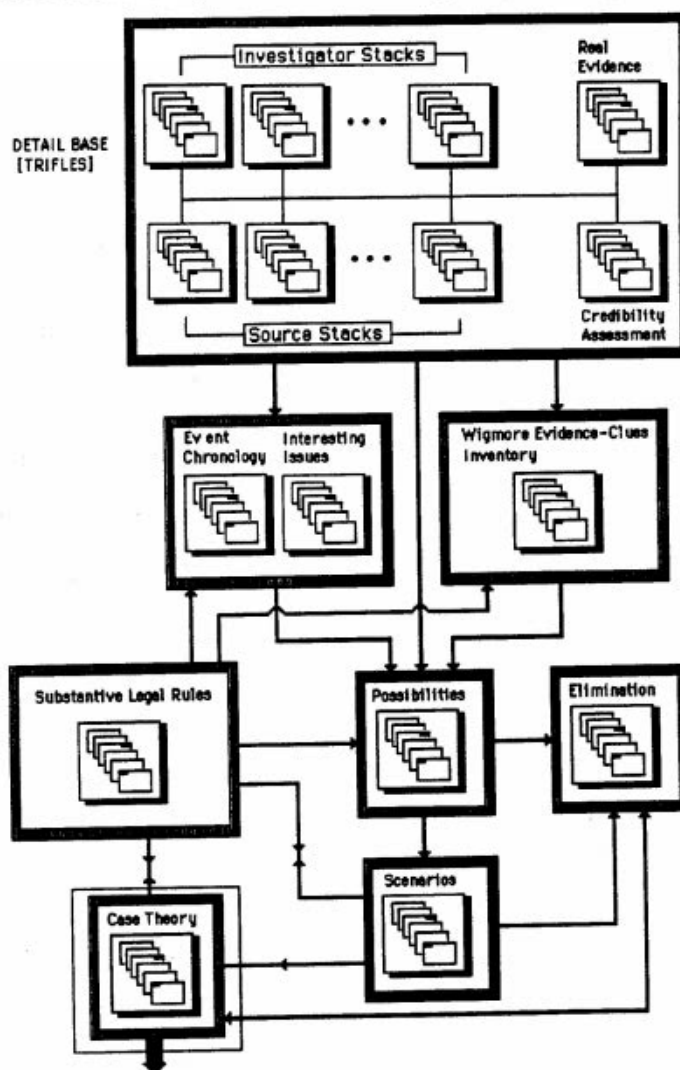 Investigator Stacks
Real
Evidence
DETAIL BASE
[TRIFLES]
Source Stacks
Credibility
Assessment
Event
Chronology
Interesting
Issues
Wigmore Evidence-Clues
Inventory
Substantive Legal Rules
Possibilities
Elimination
Scenarios
Case Theory